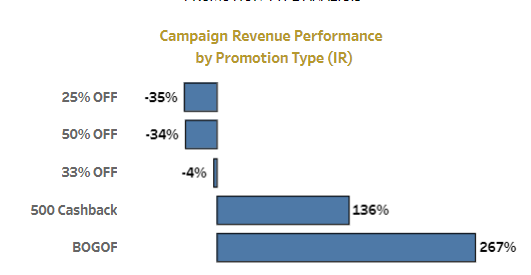 Campaign Revenue Performance
by Promotion Type (IR)
25% OFF -35%
50% OFF -34%
33% OFF -4%
500 Cashback 136%
BOGOF 267%